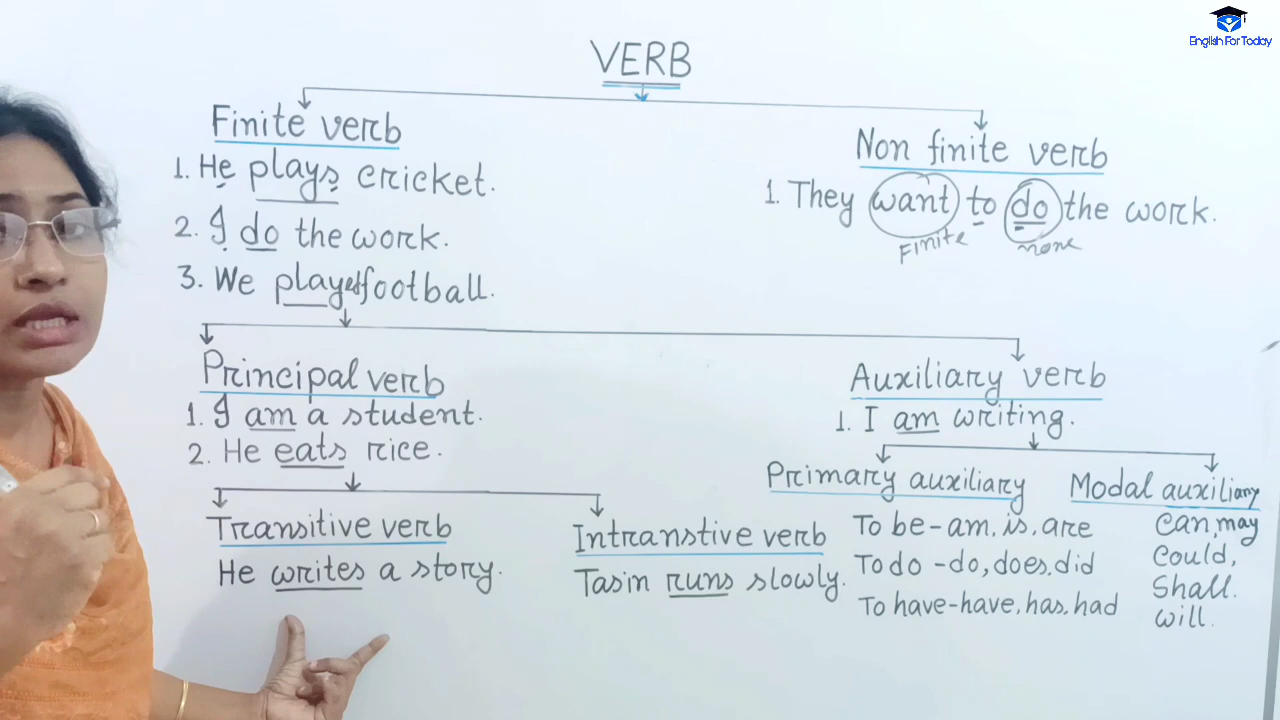 English For Today
VERB
Finite verb
1. He plays cricket.
2. I do the work.
3. We played football.
Non finite verb
1. They want to do the work.
Finite none
Principal verb
1. I am a student.
2. He eats rice.
Auxiliary verb
1. I am writing.
Transitive verb
He writes a story.
Intranstive verb
Tasin runs slowly.
Primary auxiliary
To be - am, is, are
To do - do, does, did
To have - have, has, had
Modal auxiliary
Can, may
Could,
Shall.
will.